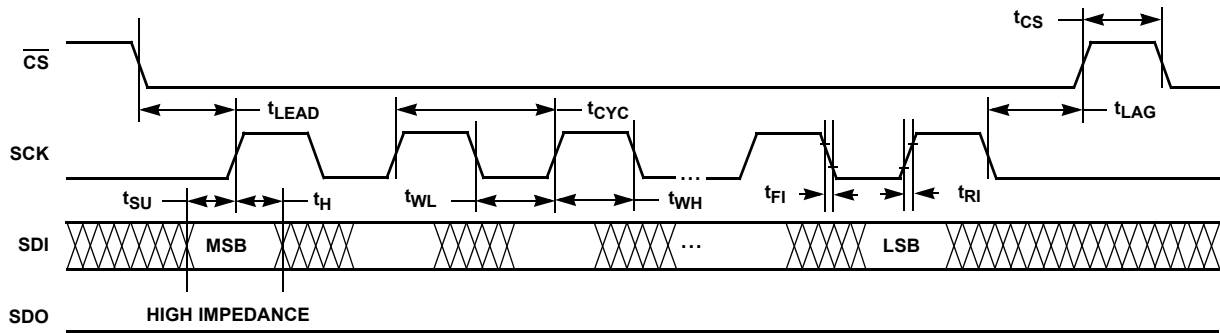 tCS
CS
tLEAD
tCYC
tLAG
SCK
...
tSU
tH
tWL
tWH
tFI
tRI
SDI
MSB
...
LSB
HIGH IMPEDANCE
SDO